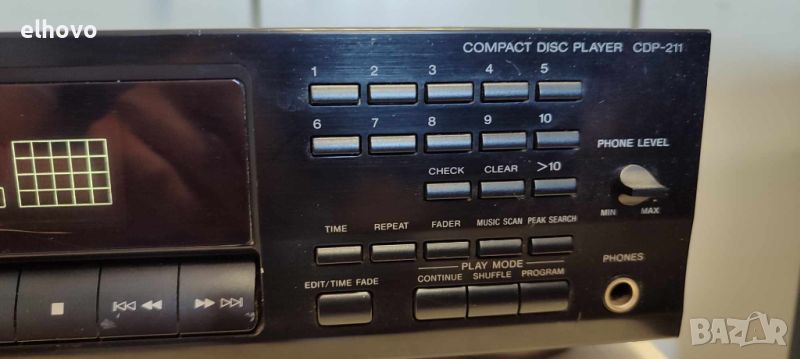 elhovo
COMPACT DISC PLAYER CDP-211
1 2 3 4 5
6 7 8 9 10
PHONE LEVEL
CHECK CLEAR >10
MIN MAX
TIME REPEAT FADER MUSIC SCAN PEAK SEARCH
PHONES
PLAY MODE
EDIT/TIME FADE CONTINUE SHUFFLE PROGRAM
BAZAR